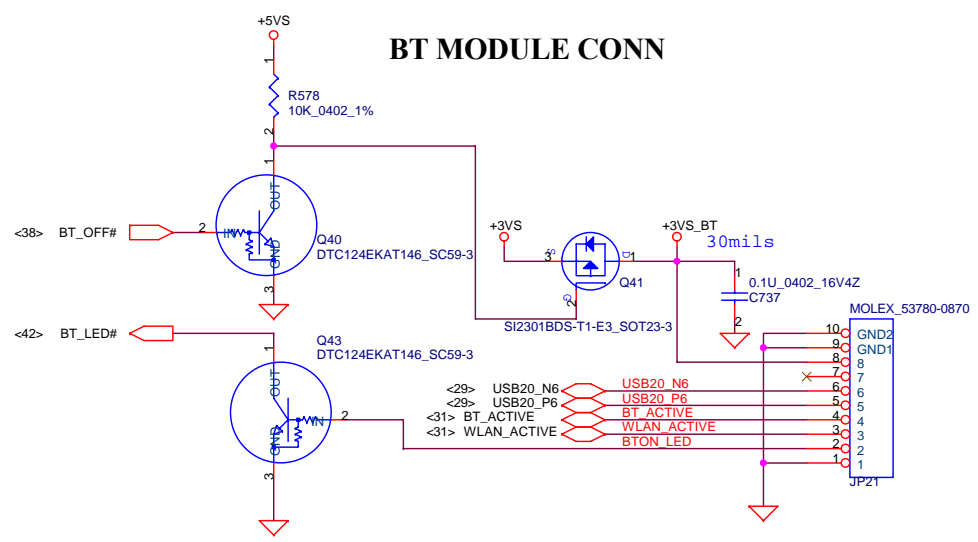 +5VS
BT MODULE CONN
1
R578
10K_0402_1%
2
1
OUT
<38> BT_OFF#
2
IN
GND
Q40
DTC124EKAT146_SC59-3
3
+3VS
3
S
D
1
Q41
G
2
SI2301BDS-T1-E3_SOT23-3
+3VS_BT
30mils
1
0.1U_0402_16V4Z
C737
2
MOLEX_53780-0870
10 GND2
9 GND1
8 8
7 7
6 6
5 5
4 4
3 3
2 2
1 1
JP21
<42> BT_LED#
Q43
DTC124EKAT146_SC59-3
1
OUT
IN
2
GND
3
<29> USB20_N6 USB20_N6
<29> USB20_P6 USB20_P6
<31> BT_ACTIVE BT_ACTIVE
<31> WLAN_ACTIVE WLAN_ACTIVE
BTON_LED